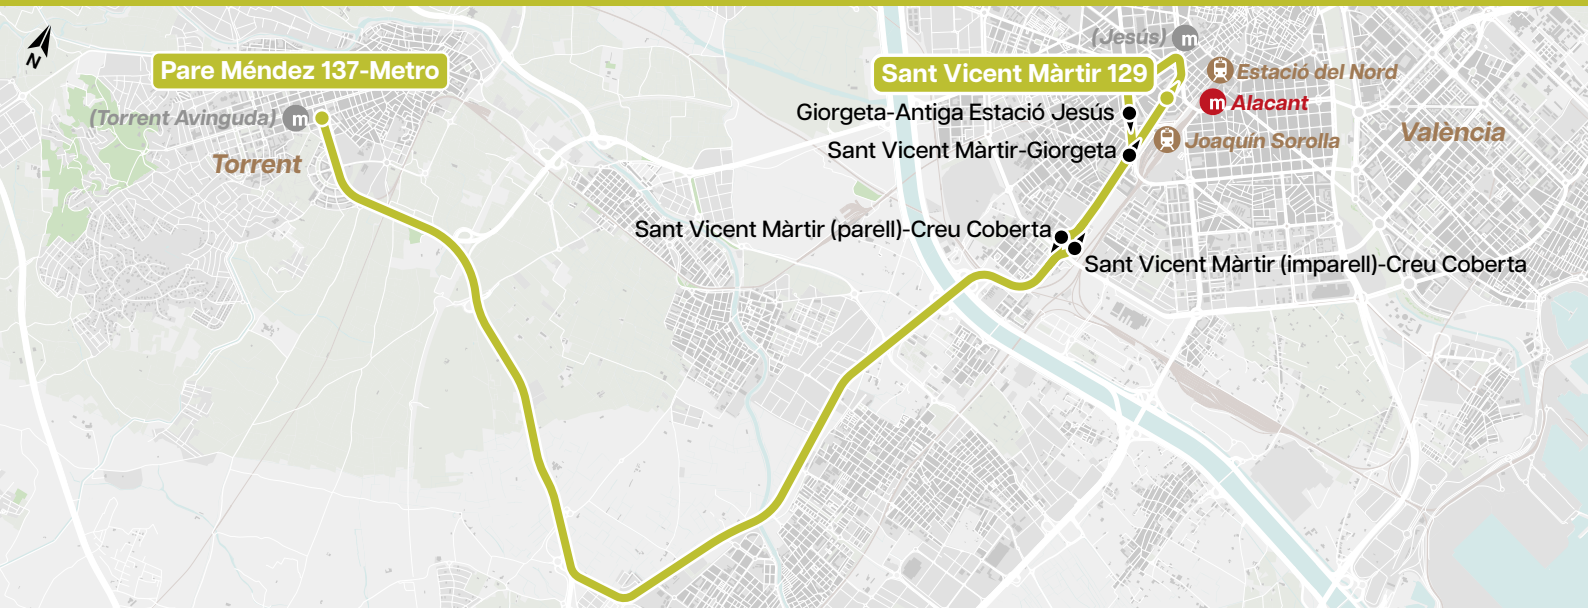 (Jesús) m
Pare Méndez 137-Metro
Sant Vicent Màrtir 129
Estació del Nord
m Alacant
Giorgeta-Antiga Estació Jesús
(Torrent Avinguda) m
València
Joaquín Sorolla
Sant Vicent Màrtir-Giorgeta
Torrent
Sant Vicent Màrtir (parell)-Creu Coberta
Sant Vicent Màrtir (imparell)-Creu Coberta
N